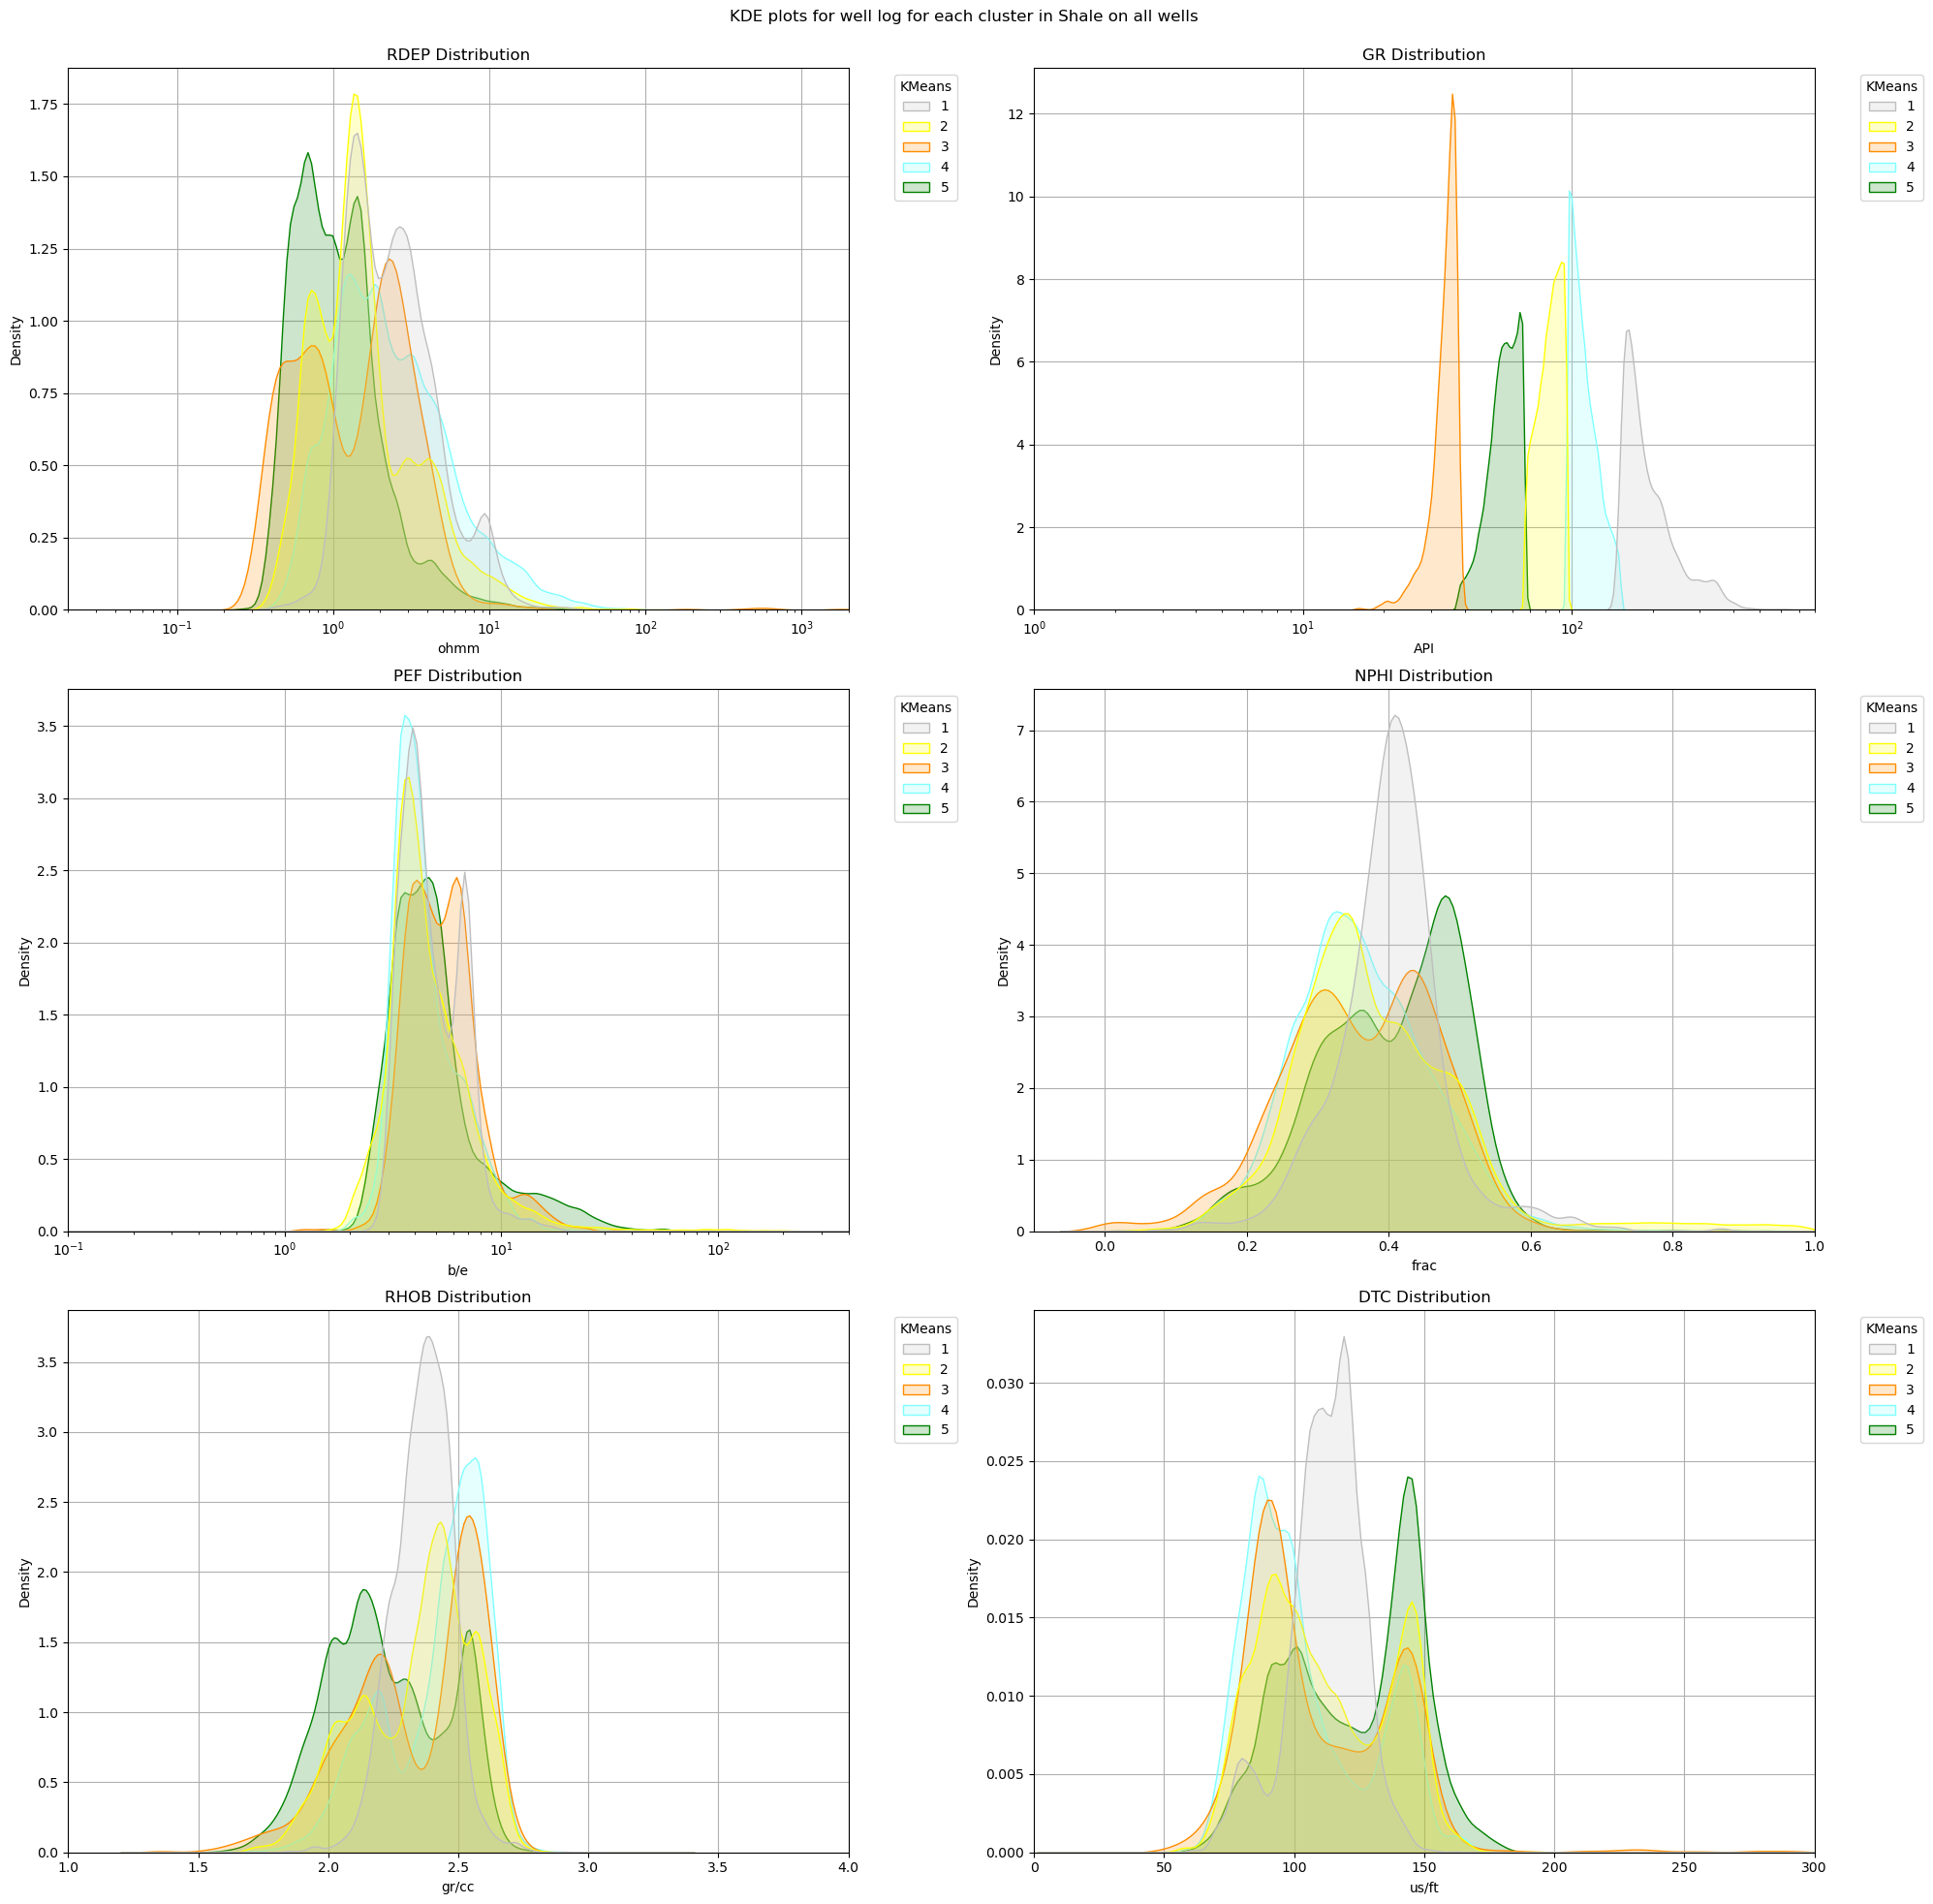 KDE plots for well log for each cluster in Shale on all wells
RDEP Distribution
Density
1.75
1.50
1.25
1.00
0.75
0.50
0.25
0.00
10⁻¹ 10⁰ 10¹ 10² 10³
ohmm
KMeans
1
2
3
4
5
GR Distribution
Density
12
10
8
6
4
2
0
10⁰ 10¹ 10²
API
KMeans
1
2
3
4
5
PEF Distribution
Density
3.5
3.0
2.5
2.0
1.5
1.0
0.5
0.0
10⁻¹ 10⁰ 10¹ 10²
b/e
KMeans
1
2
3
4
5
NPHI Distribution
Density
7
6
5
4
3
2
1
0
0.0 0.2 0.4 0.6 0.8 1.0
frac
KMeans
1
2
3
4
5
RHOB Distribution
Density
3.5
3.0
2.5
2.0
1.5
1.0
0.5
0.0
1.0 1.5 2.0 2.5 3.0 3.5 4.0
gr/cc
KMeans
1
2
3
4
5
DTC Distribution
Density
0.030
0.025
0.020
0.015
0.010
0.005
0.000
0 50 100 150 200 250 300
us/ft
KMeans
1
2
3
4
5